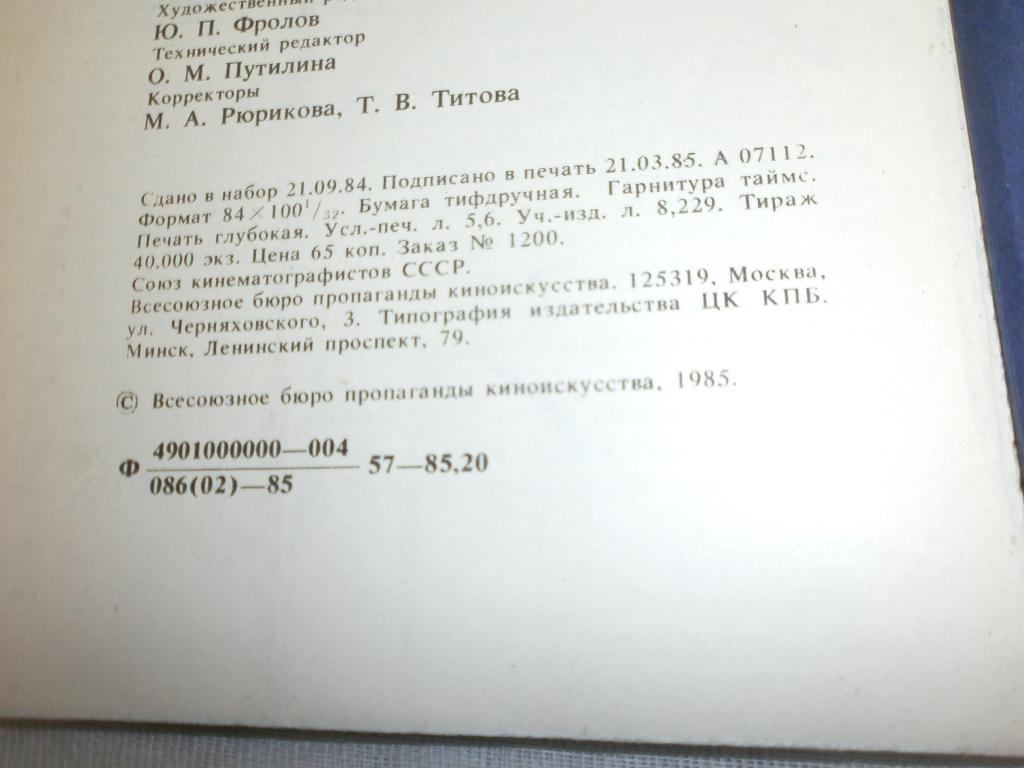 Художественный
Ю. П. Фролов
Технический редактор
О. М. Путилина
Корректоры
М. А. Рюрикова, Т. В. Титова
Сдано в набор 21.09.84. Подписано в печать 21.03.85. А 07112.
Формат 84×100 1/32. Бумага тифдручная. Гарнитура таймс.
Печать глубокая. Усл.-печ. л. 5,6. Уч.-изд. л. 8,229. Тираж
40.000 экз. Цена 65 коп. Заказ № 1200.
Союз кинематографистов СССР.
Всесоюзное бюро пропаганды киноискусства. 125319, Москва,
ул. Черняховского, 3. Типография издательства ЦК КПБ.
Минск, Ленинский проспект, 79.
© Всесоюзное бюро пропаганды киноискусства, 1985.
4901000000—004
Ф 57—85,20
086(02)—85